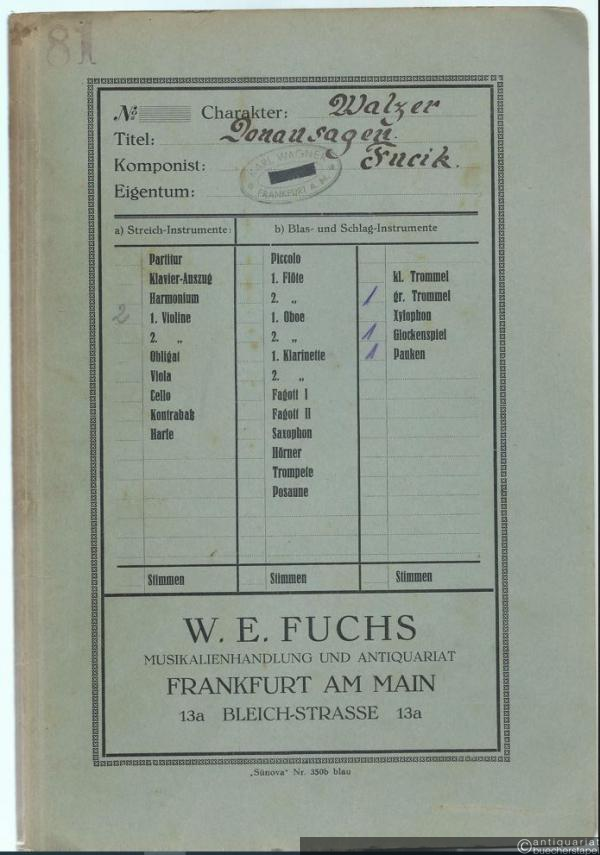 81
№ Charakter: Walzer
Titel: Donausagen.
Komponist: Fucik.
Eigentum:
CARL WAGNER
FRANKFURT A. M.
a) Streich-Instrumente:
b) Blas- und Schlag-Instrumente
Partitur
Klavier-Auszug
Harmonium
2 1. Violine
2. „
Obligat
Viola
Cello
Kontrabaß
Harfe
Stimmen
Piccolo
1. Flöte
2. „
1. Oboe
2. „
1. Klarinette
2. „
Fagott I
Fagott II
Saxophon
Hörner
Trompete
Posaune
Stimmen
kl. Trommel
1 gr. Trommel
Xylophon
1 Glockenspiel
1 Pauken
Stimmen
W. E. FUCHS
MUSIKALIENHANDLUNG UND ANTIQUARIAT
FRANKFURT AM MAIN
13a BLEICH-STRASSE 13a
„Sünova“ Nr. 350b blau
©antiquariat
buecherstapel